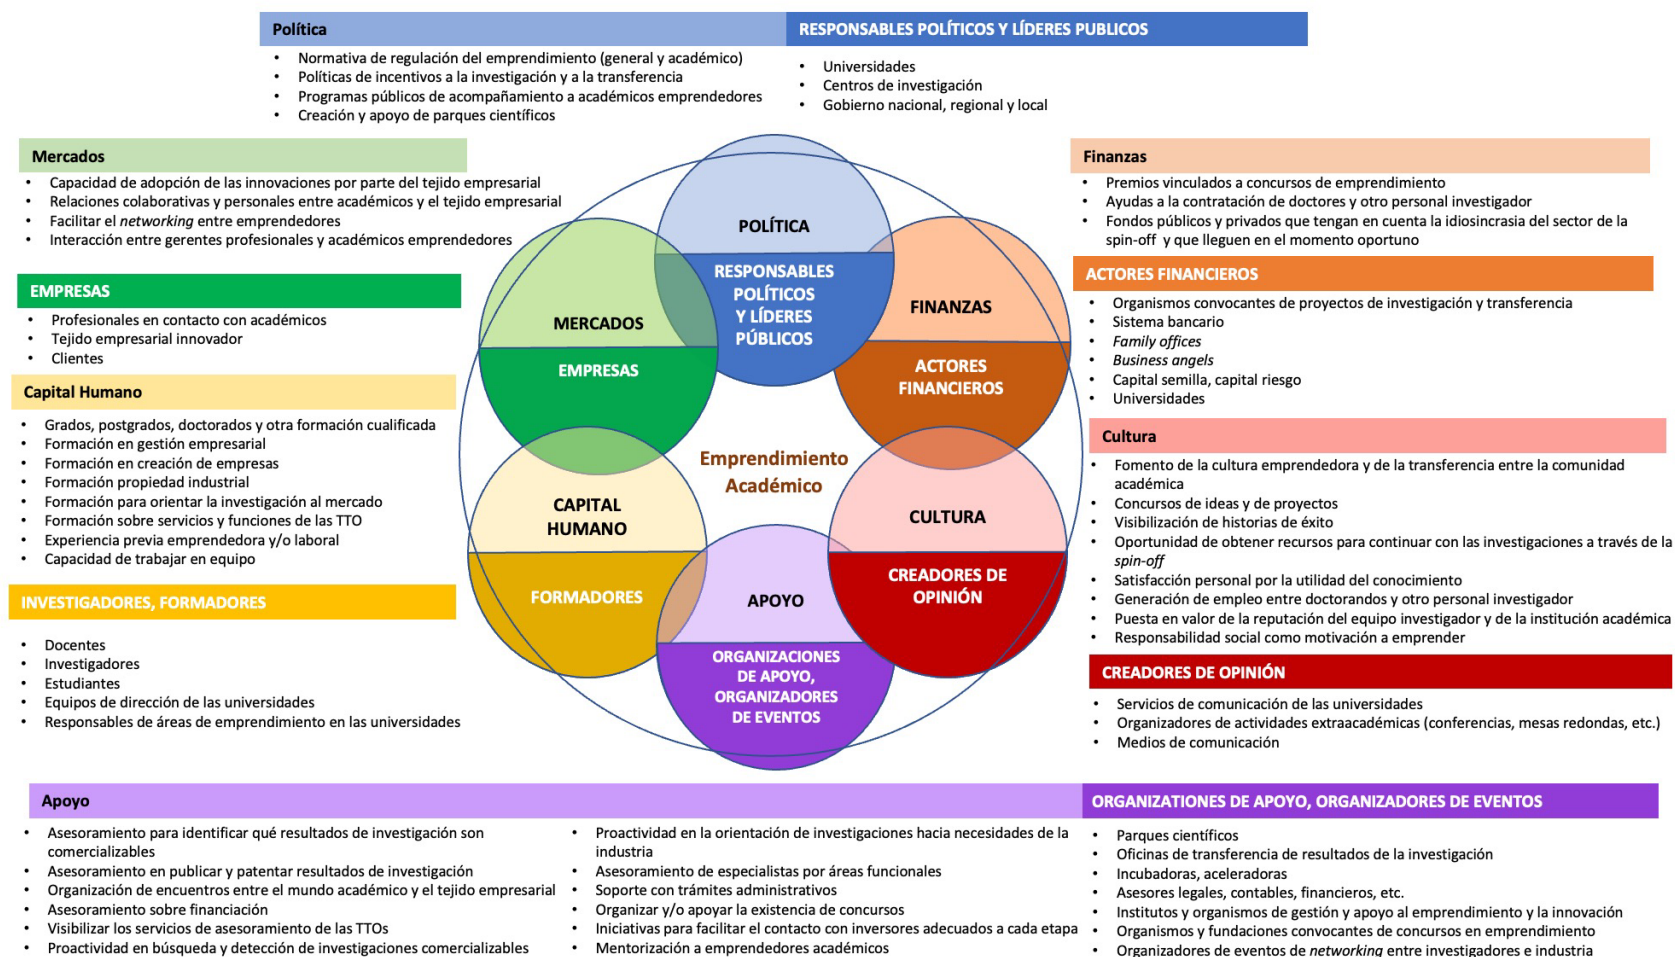 Política
RESPONSABLES POLÍTICOS Y LÍDERES PUBLICOS
• Normativa de regulación del emprendimiento (general y académico)
• Políticas de incentivos a la investigación y a la transferencia
• Programas públicos de acompañamiento a académicos emprendedores
• Creación y apoyo de parques científicos
• Universidades
• Centros de investigación
• Gobierno nacional, regional y local
Mercados
• Capacidad de adopción de las innovaciones por parte del tejido empresarial
• Relaciones colaborativas y personales entre académicos y el tejido empresarial
• Facilitar el networking entre emprendedores
• Interacción entre gerentes profesionales y académicos emprendedores
EMPRESAS
• Profesionales en contacto con académicos
• Tejido empresarial innovador
• Clientes
Capital Humano
• Grados, postgrados, doctorados y otra formación cualificada
• Formación en gestión empresarial
• Formación en creación de empresas
• Formación propiedad industrial
• Formación para orientar la investigación al mercado
• Formación sobre servicios y funciones de las TTO
• Experiencia previa emprendedora y/o laboral
• Capacidad de trabajar en equipo
INVESTIGADORES, FORMADORES
• Docentes
• Investigadores
• Estudiantes
• Equipos de dirección de las universidades
• Responsables de áreas de emprendimiento en las universidades
POLÍTICA
RESPONSABLES
POLÍTICOS
Y LÍDERES
PÚBLICOS
MERCADOS
EMPRESAS
FINANZAS
ACTORES
FINANCIEROS
Emprendimiento
Académico
CAPITAL
HUMANO
FORMADORES
CULTURA
CREADORES DE
OPINIÓN
APOYO
ORGANIZACIONES
DE APOYO,
ORGANIZADORES
DE EVENTOS
Finanzas
• Premios vinculados a concursos de emprendimiento
• Ayudas a la contratación de doctores y otro personal investigador
• Fondos públicos y privados que tengan en cuenta la idiosincrasia del sector de la
spin-off y que lleguen en el momento oportuno
ACTORES FINANCIEROS
• Organismos convocantes de proyectos de investigación y transferencia
• Sistema bancario
• Family offices
• Business angels
• Capital semilla, capital riesgo
• Universidades
Cultura
• Fomento de la cultura emprendedora y de la transferencia entre la comunidad
académica
• Concursos de ideas y de proyectos
• Visibilización de historias de éxito
• Oportunidad de obtener recursos para continuar con las investigaciones a través de la
spin-off
• Satisfacción personal por la utilidad del conocimiento
• Generación de empleo entre doctorandos y otro personal investigador
• Puesta en valor de la reputación del equipo investigador y de la institución académica
• Responsabilidad social como motivación a emprender
CREADORES DE OPINIÓN
• Servicios de comunicación de las universidades
• Organizadores de actividades extraacadémicas (conferencias, mesas redondas, etc.)
• Medios de comunicación
Apoyo
• Asesoramiento para identificar qué resultados de investigación son
comercializables
• Asesoramiento en publicar y patentar resultados de investigación
• Organización de encuentros entre el mundo académico y el tejido empresarial
• Asesoramiento sobre financiación
• Visibilizar los servicios de asesoramiento de las TTOs
• Proactividad en búsqueda y detección de investigaciones comercializables
• Proactividad en la orientación de investigaciones hacia necesidades de la
industria
• Asesoramiento de especialistas por áreas funcionales
• Soporte con trámites administrativos
• Organizar y/o apoyar la existencia de concursos
• Iniciativas para facilitar el contacto con inversores adecuados a cada etapa
• Mentorización a emprendedores académicos
ORGANIZATIONES DE APOYO, ORGANIZADORES DE EVENTOS
• Parques científicos
• Oficinas de transferencia de resultados de la investigación
• Incubadoras, aceleradoras
• Asesores legales, contables, financieros, etc.
• Institutos y organismos de gestión y apoyo al emprendimiento y la innovación
• Organismos y fundaciones convocantes de concursos en emprendimiento
• Organizadores de eventos de networking entre investigadores e industria